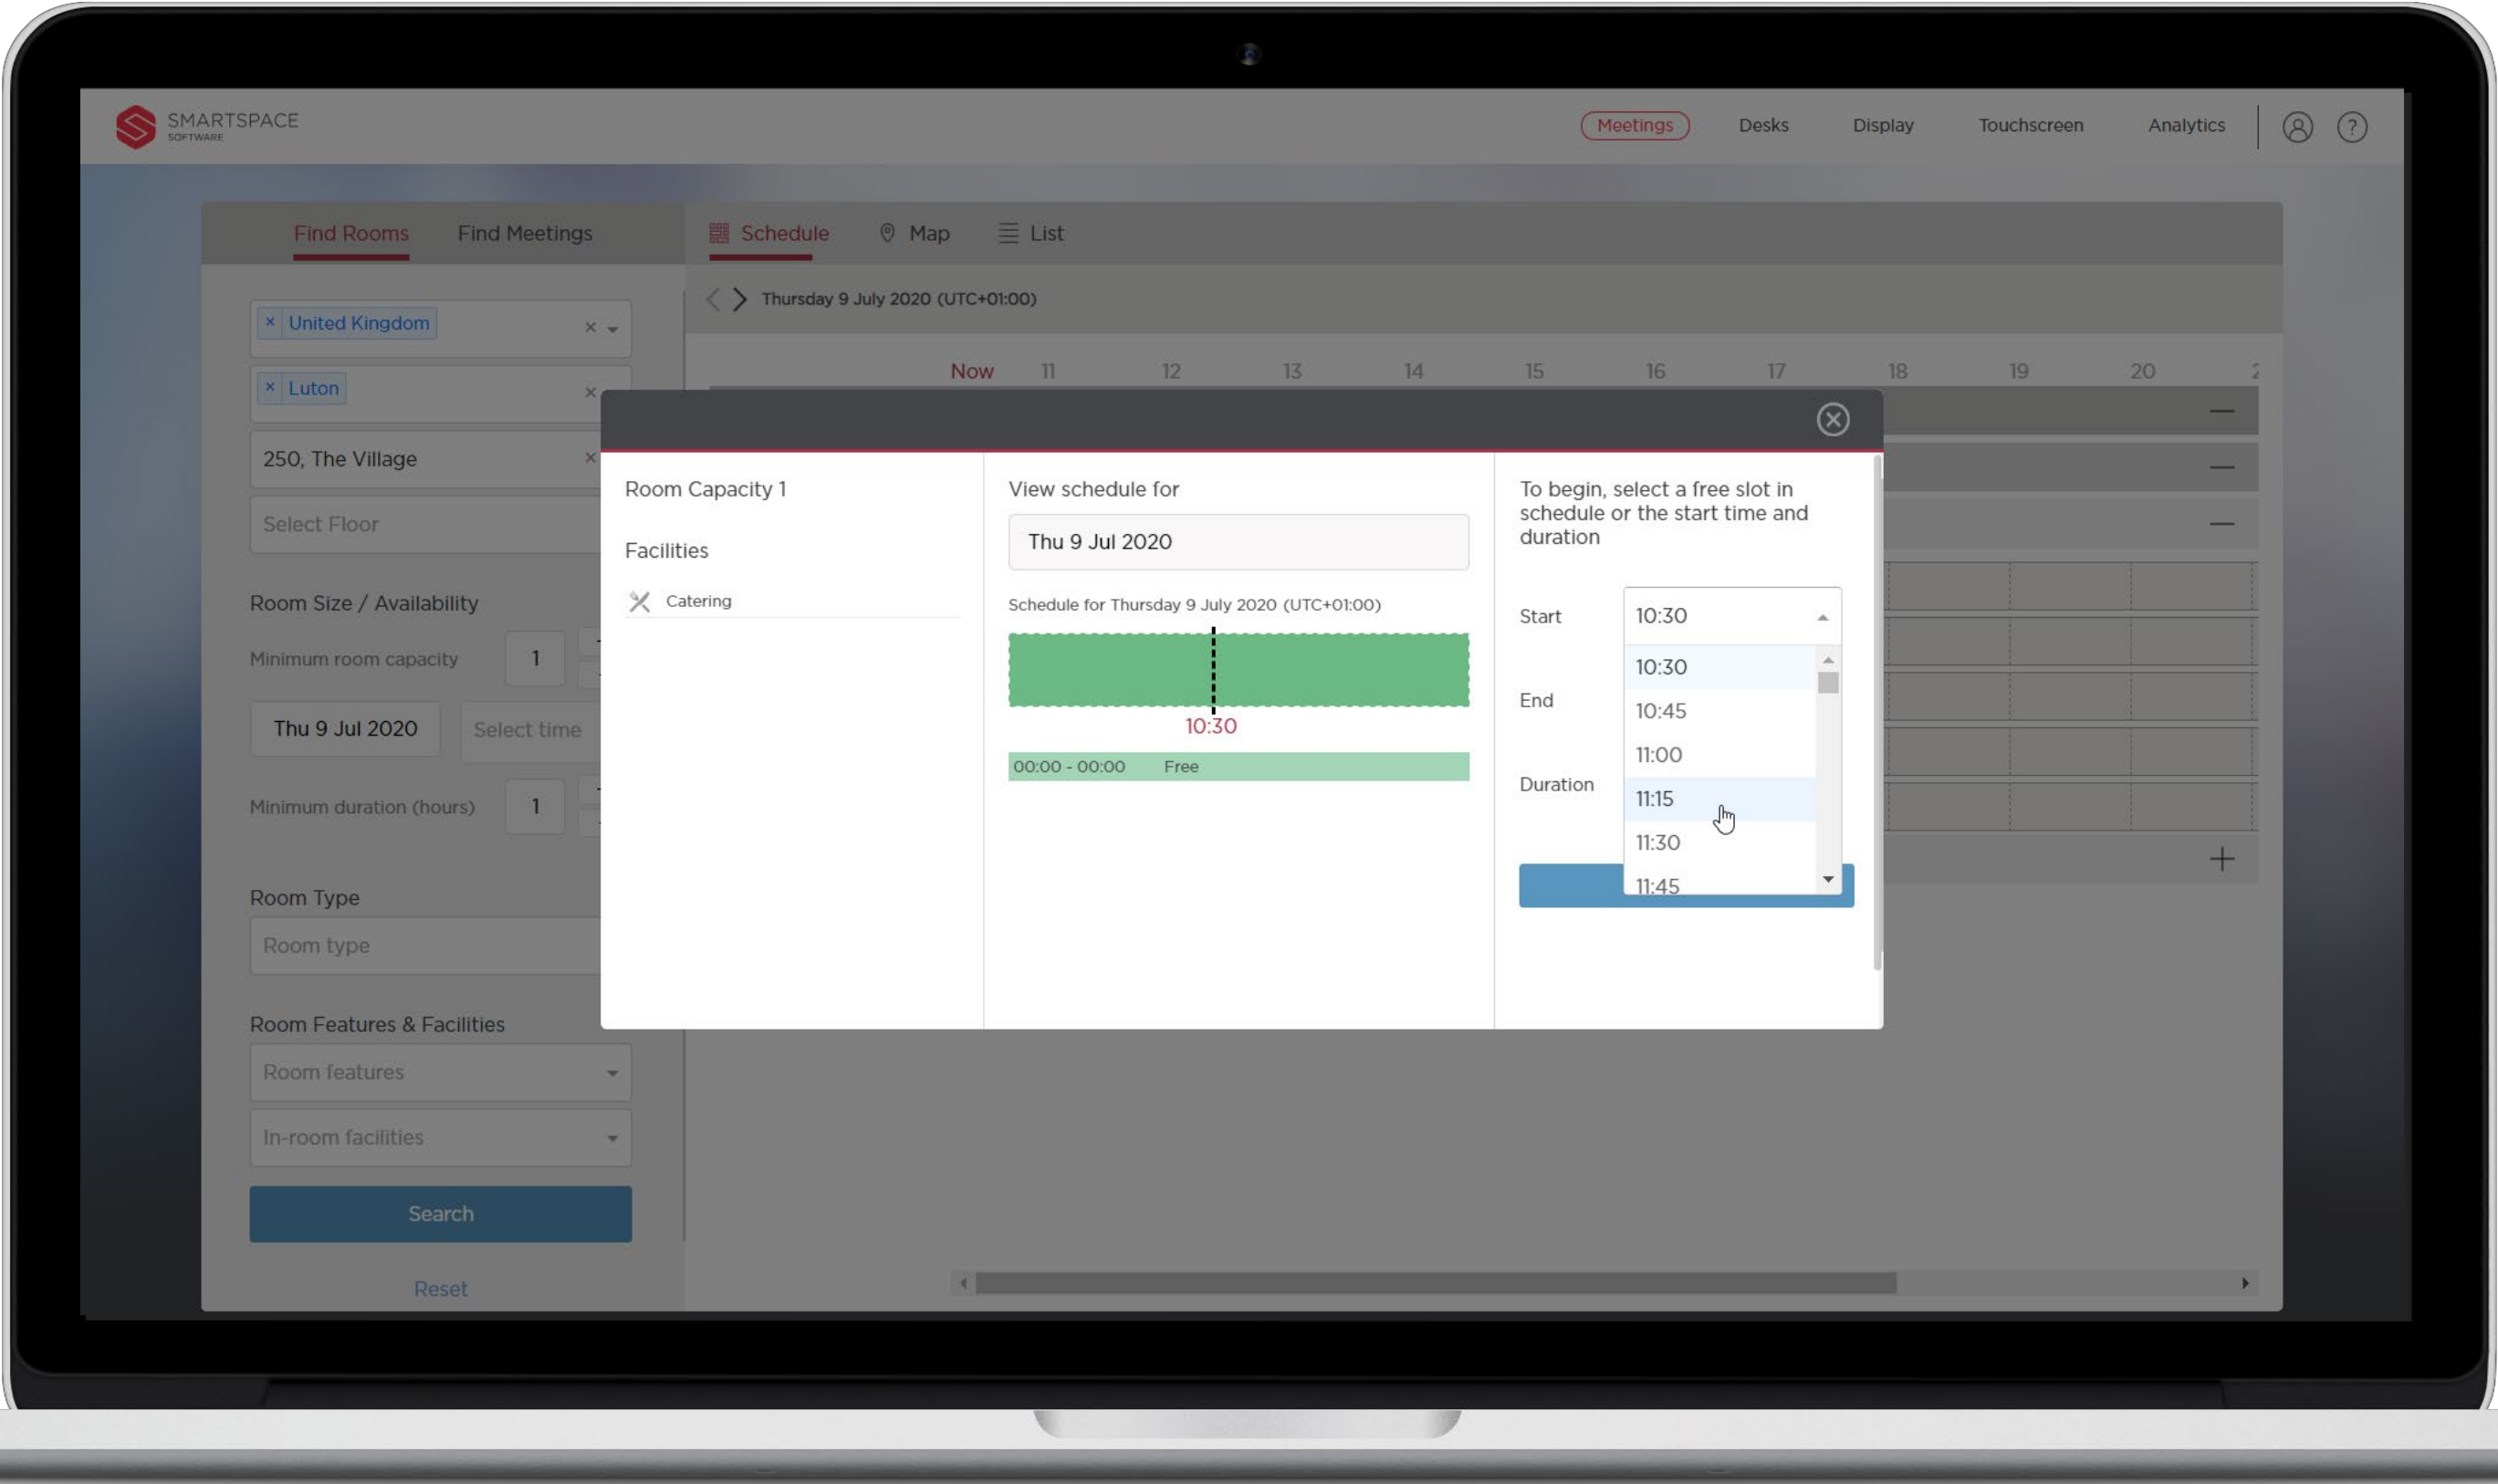 SMARTSPACE
SOFTWARE
Meetings
Desks
Display
Touchscreen
Analytics
?
Find Rooms
Find Meetings
Schedule
Map
List
× United Kingdom
× Luton
250, The Village
Select Floor
Room Size / Availability
Minimum room capacity 1
Thu 9 Jul 2020
Select time
Minimum duration (hours) 1
Room Type
Room type
Room Features & Facilities
Room features
In-room facilities
Search
Reset
Thursday 9 July 2020 (UTC+01:00)
Now 11 12 13 14 15 16 17 18 19 20
Room Capacity 1
Facilities
Catering
View schedule for
Thu 9 Jul 2020
Schedule for Thursday 9 July 2020 (UTC+01:00)
10:30
00:00 - 00:00 Free
To begin, select a free slot in
schedule or the start time and
duration
Start
10:30
10:30
10:45
11:00
11:15
11:30
11:45
End
Duration